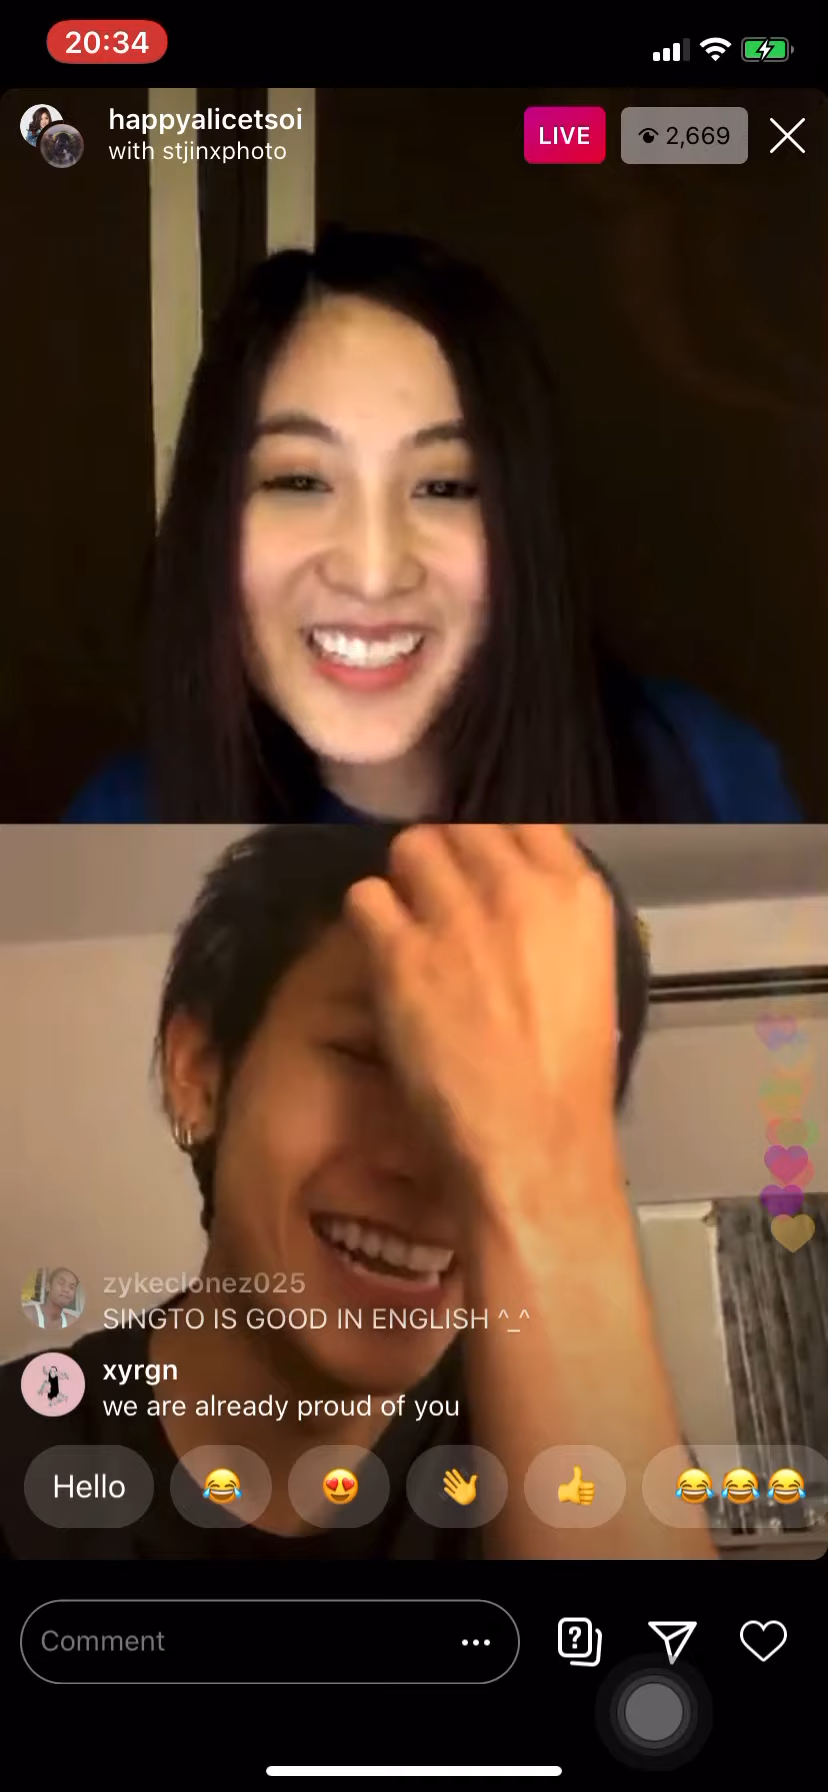 20:34
happyalicetsoi
with stjinxphoto
LIVE
2,669
zykeclonez025
SINGTO IS GOOD IN ENGLISH ^_^
xyrgn
we are already proud of you
Hello
Comment